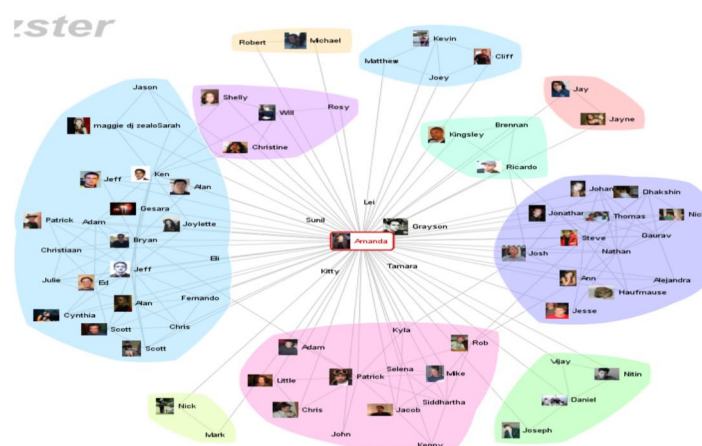 zster
Robert
Michael
Kevin
Matthew
Cliff
Joey
Jason
Shelly
Will
Rosy
Christine
Jay
Jayne
maggie dj zealoSarah
Brennan
Kingsley
Ricardo
Jeff
Ken
Alan
Gesara
Patrick
Adam
Joylette
Bryan
Christiaan
Eli
Jeff
Julie
Ed
Alan
Fernando
Cynthia
Scott
Chris
Scott
Lei
Sunil
Grayson
Amanda
Kitty
Tamara
Johan
Dhakshin
Jonathan
Thomas
Nic
Steve
Gaurav
Josh
Nathan
Ann
Alejandra
Haufmause
Jesse
Kyla
Adam
Rob
Selena
Little
Patrick
Mike
Chris
Jacob
Siddhartha
John
Kenny
Vijay
Nitin
Daniel
Joseph
Nick
Mark